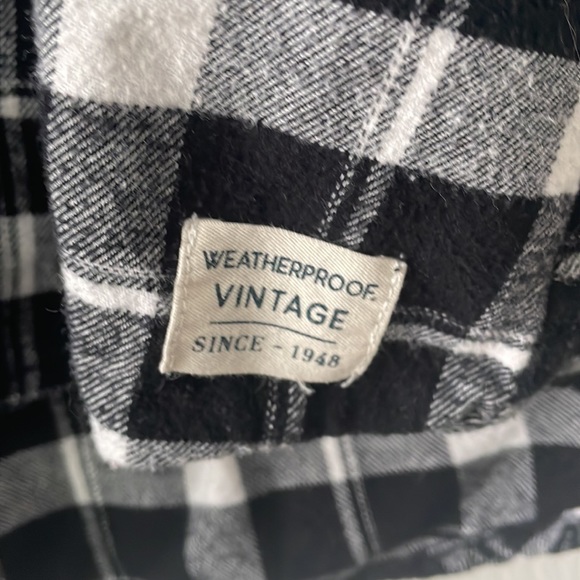 WEATHERPROOF.
VINTAGE
SINCE - 1948